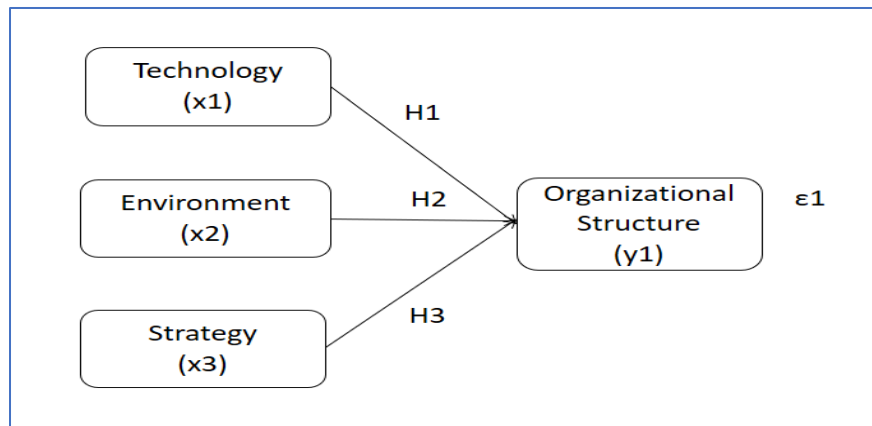 Technology
(x1)
H1
Environment
(x2)
H2
Organizational
Structure
(y1)
ε1
H3
Strategy
(x3)